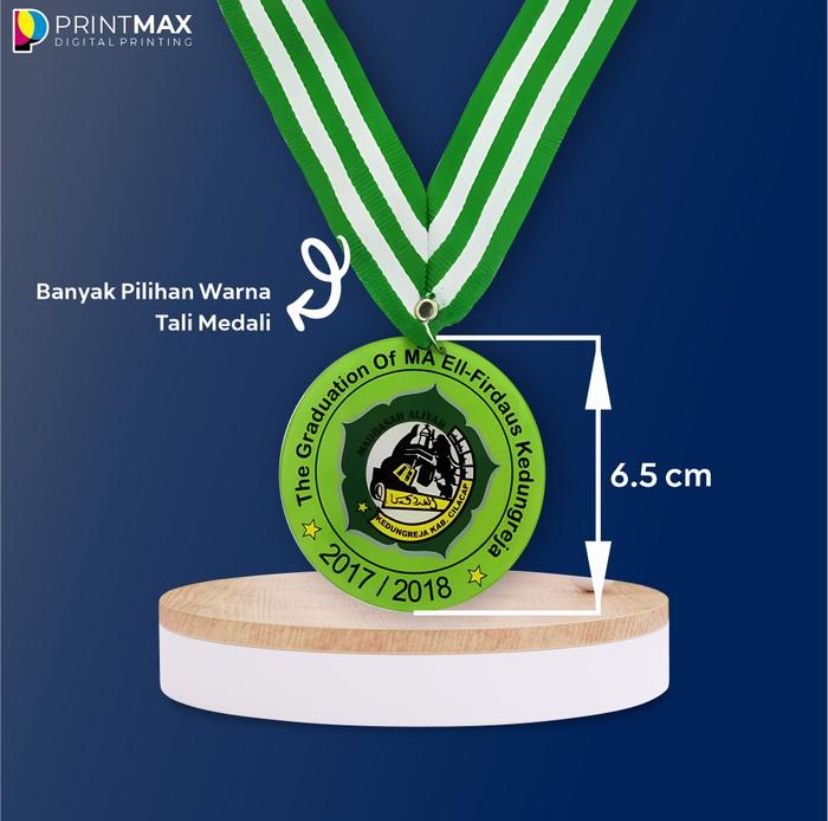 PRINTMAX
DIGITAL PRINTING
Banyak Pilihan Warna
Tali Medali
The Graduation Of MA Ell-Firdaus Kedungreja
MADRASAH ALIYAH
KEDUNGREJA KAB. CILACAP
2017 / 2018
6.5 cm